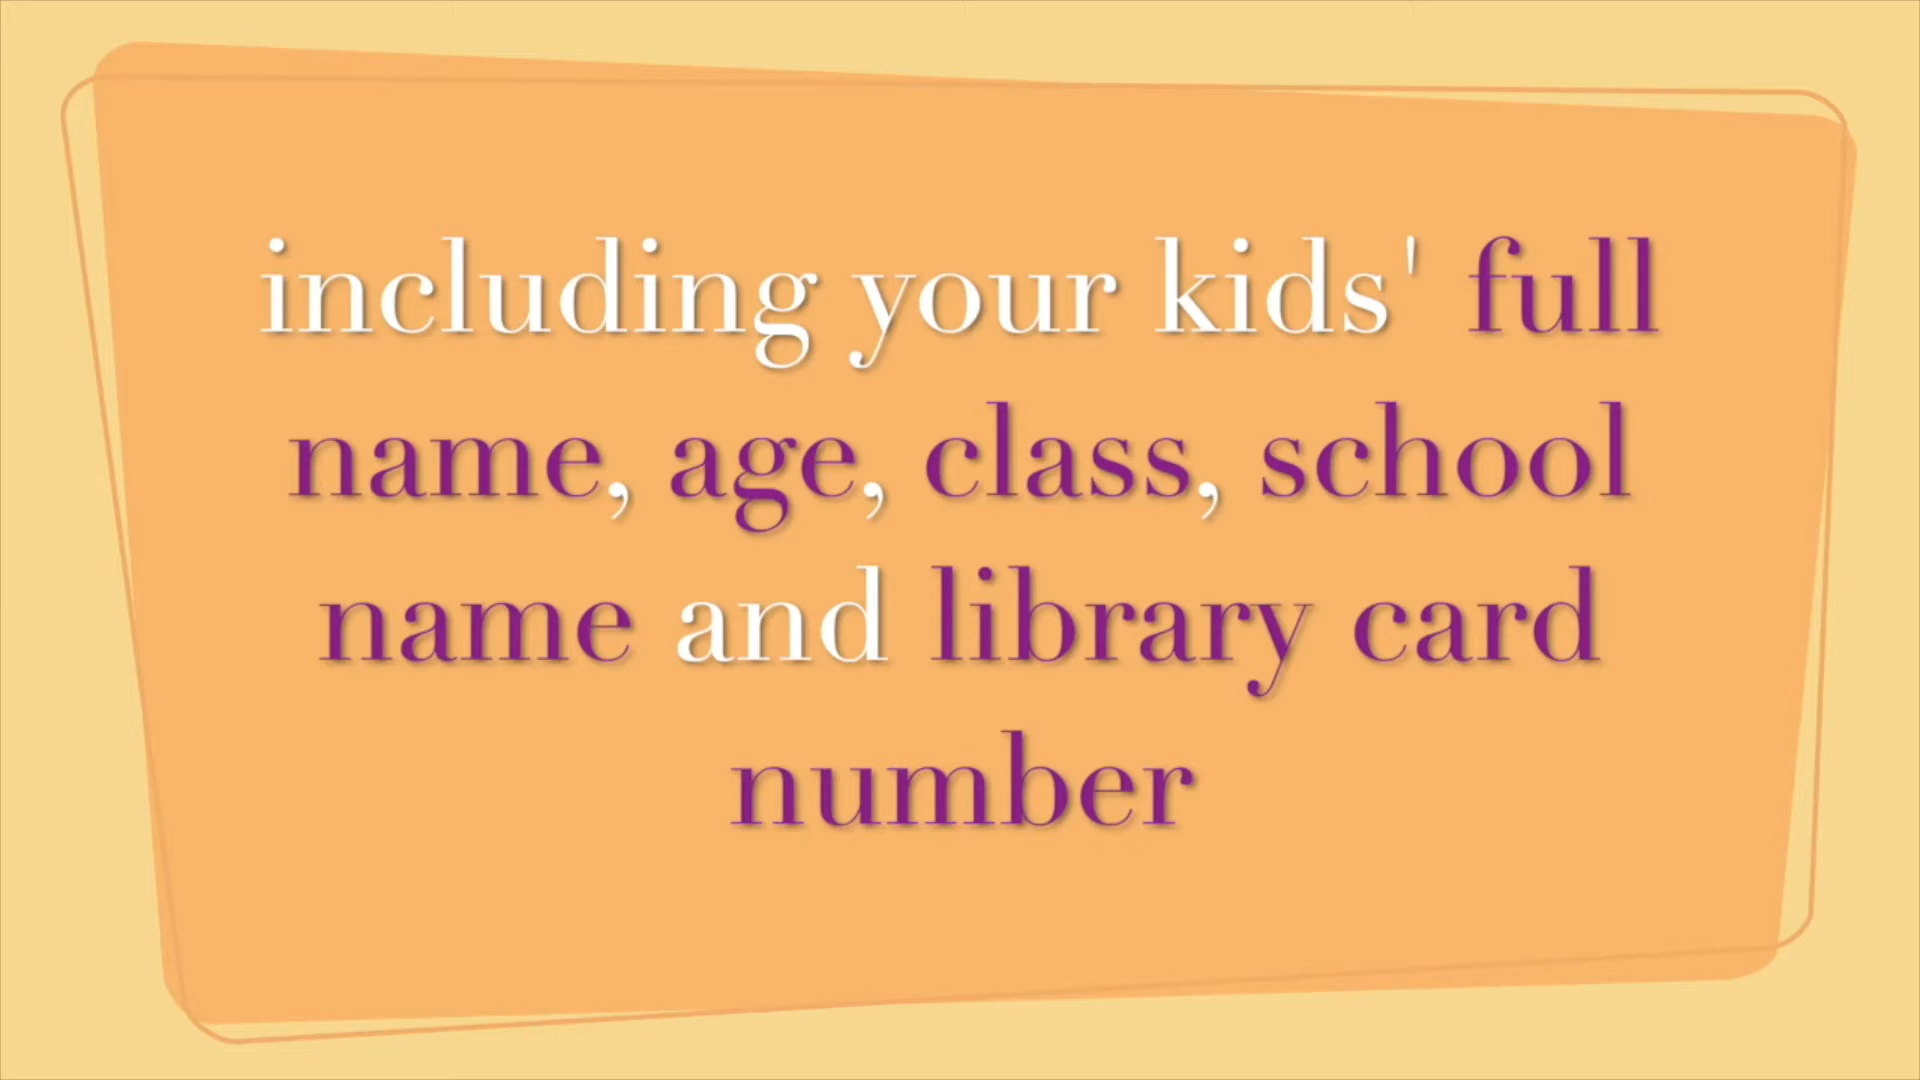 including your kids' full
name, age, class, school
name and library card
number